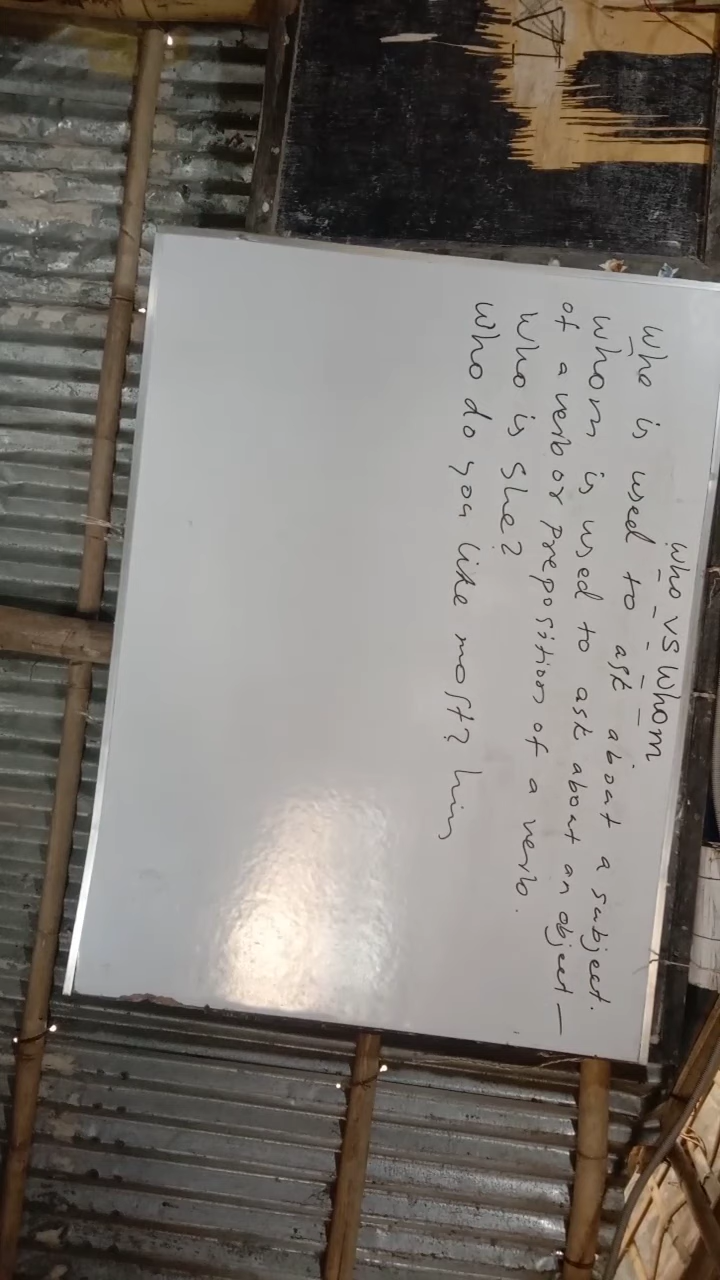 Who vs Whom
Who is used to ask about a subject.
Whom is used to ask about an object -
of a verb or preposition of a verb.
Who is she?
Who do you like most? him